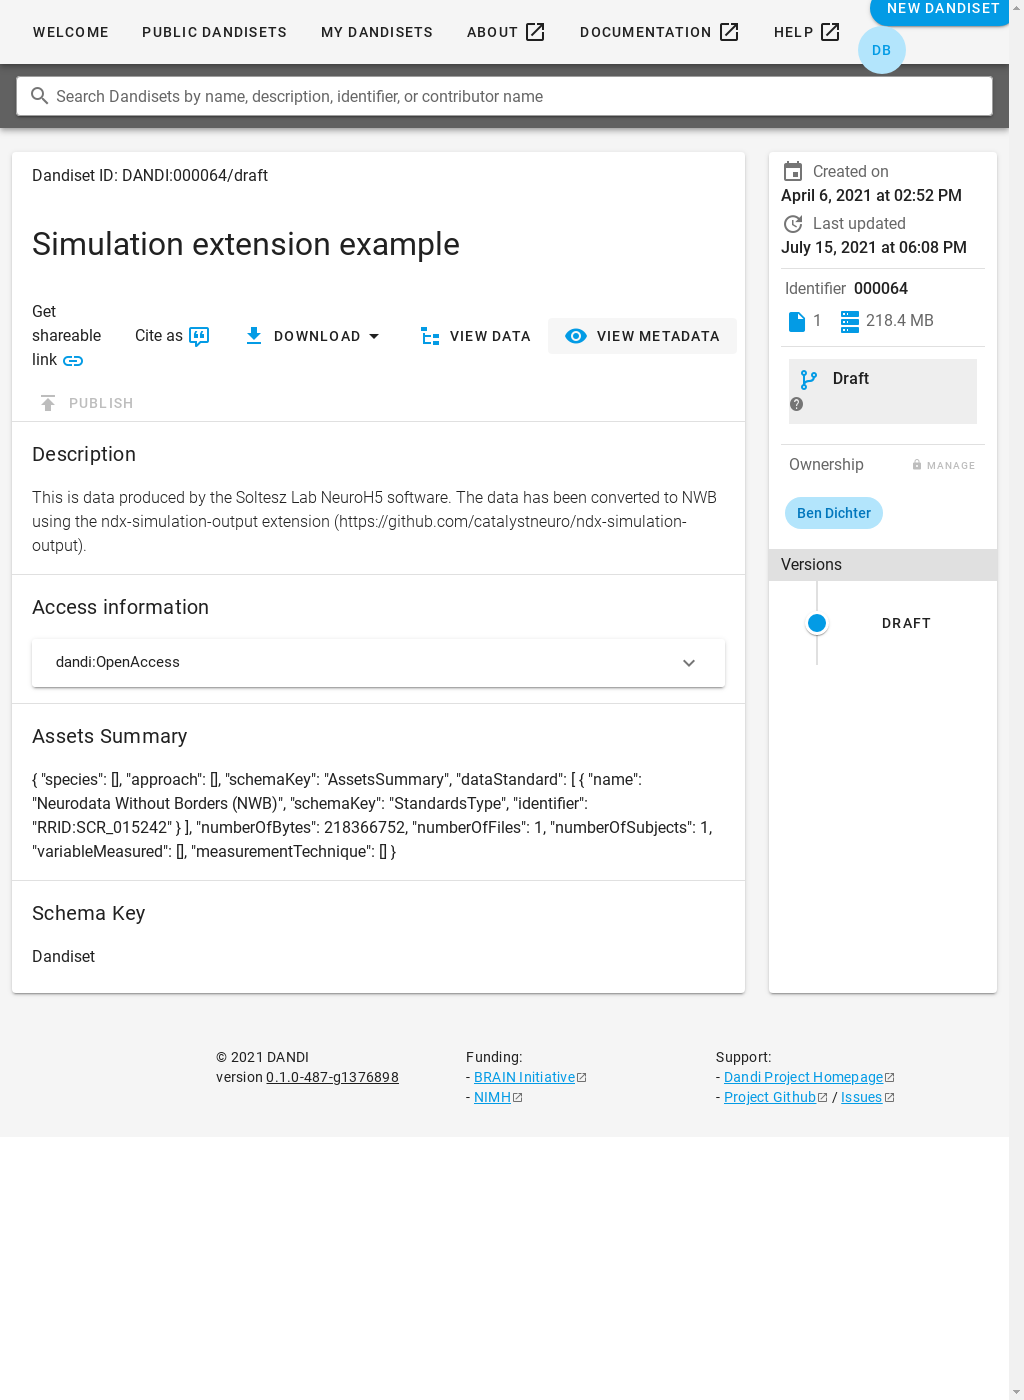 WELCOME PUBLIC DANDISETS MY DANDISETS ABOUT DOCUMENTATION HELP NEW DANDISET
DB
Search Dandisets by name, description, identifier, or contributor name
Dandiset ID: DANDI:000064/draft
Simulation extension example
Get
shareable
link
Cite as
DOWNLOAD
VIEW DATA
VIEW METADATA
PUBLISH
Description
This is data produced by the Soltesz Lab NeuroH5 software. The data has been converted to NWB
using the ndx-simulation-output extension (https://github.com/catalystneuro/ndx-simulation-
output).
Access information
dandi:OpenAccess
Assets Summary
{ "species": [], "approach": [], "schemaKey": "AssetsSummary", "dataStandard": [ { "name":
"Neurodata Without Borders (NWB)", "schemaKey": "StandardsType", "identifier":
"RRID:SCR_015242" } ], "numberOfBytes": 218366752, "numberOfFiles": 1, "numberOfSubjects": 1,
"variableMeasured": [], "measurementTechnique": [] }
Schema Key
Dandiset
Created on
April 6, 2021 at 02:52 PM
Last updated
July 15, 2021 at 06:08 PM
Identifier 000064
1 218.4 MB
Draft
Ownership MANAGE
Ben Dichter
Versions
DRAFT
© 2021 DANDI
version 0.1.0-487-g1376898
Funding:
- BRAIN Initiative
- NIMH
Support:
- Dandi Project Homepage
- Project Github / Issues